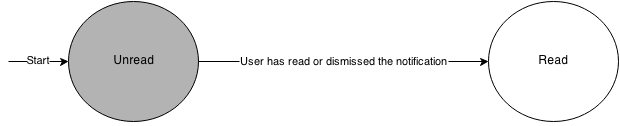 Start
Unread
User has read or dismissed the notification
Read